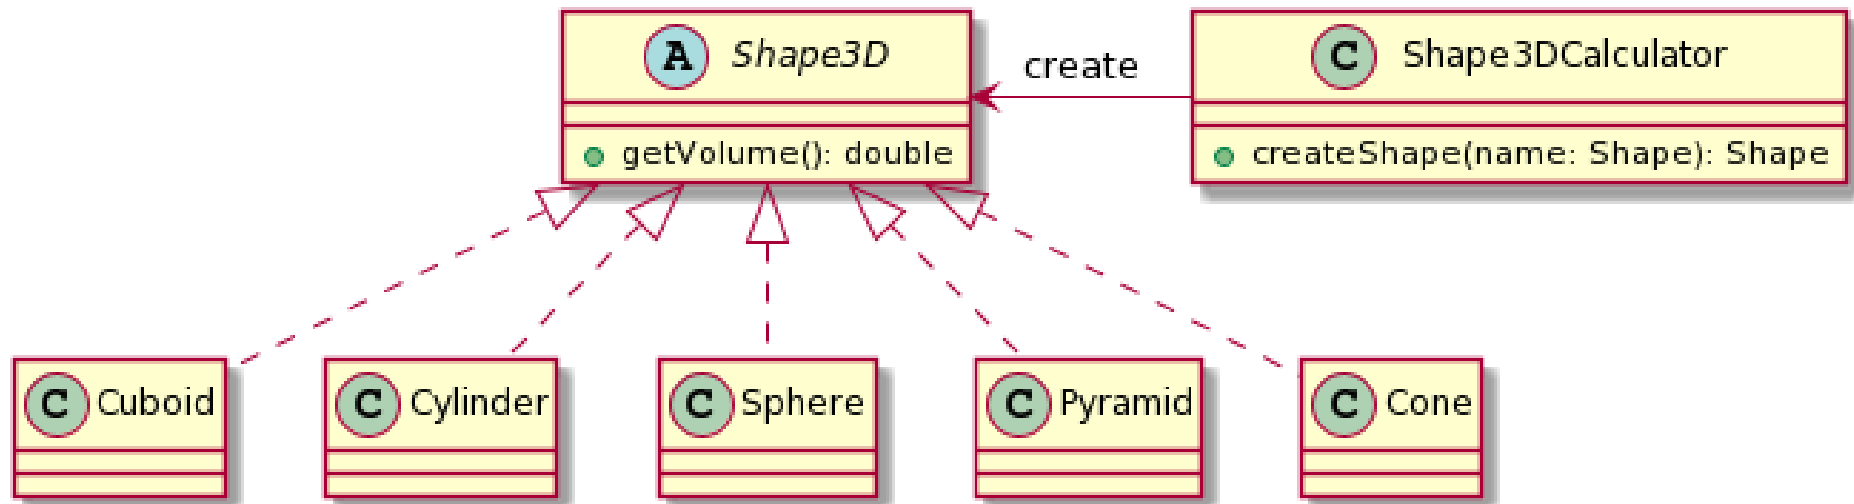 A Shape3D
create
C Shape3DCalculator
getVolume(): double
createShape(name: Shape): Shape
C Cuboid
C Cylinder
C Sphere
C Pyramid
C Cone